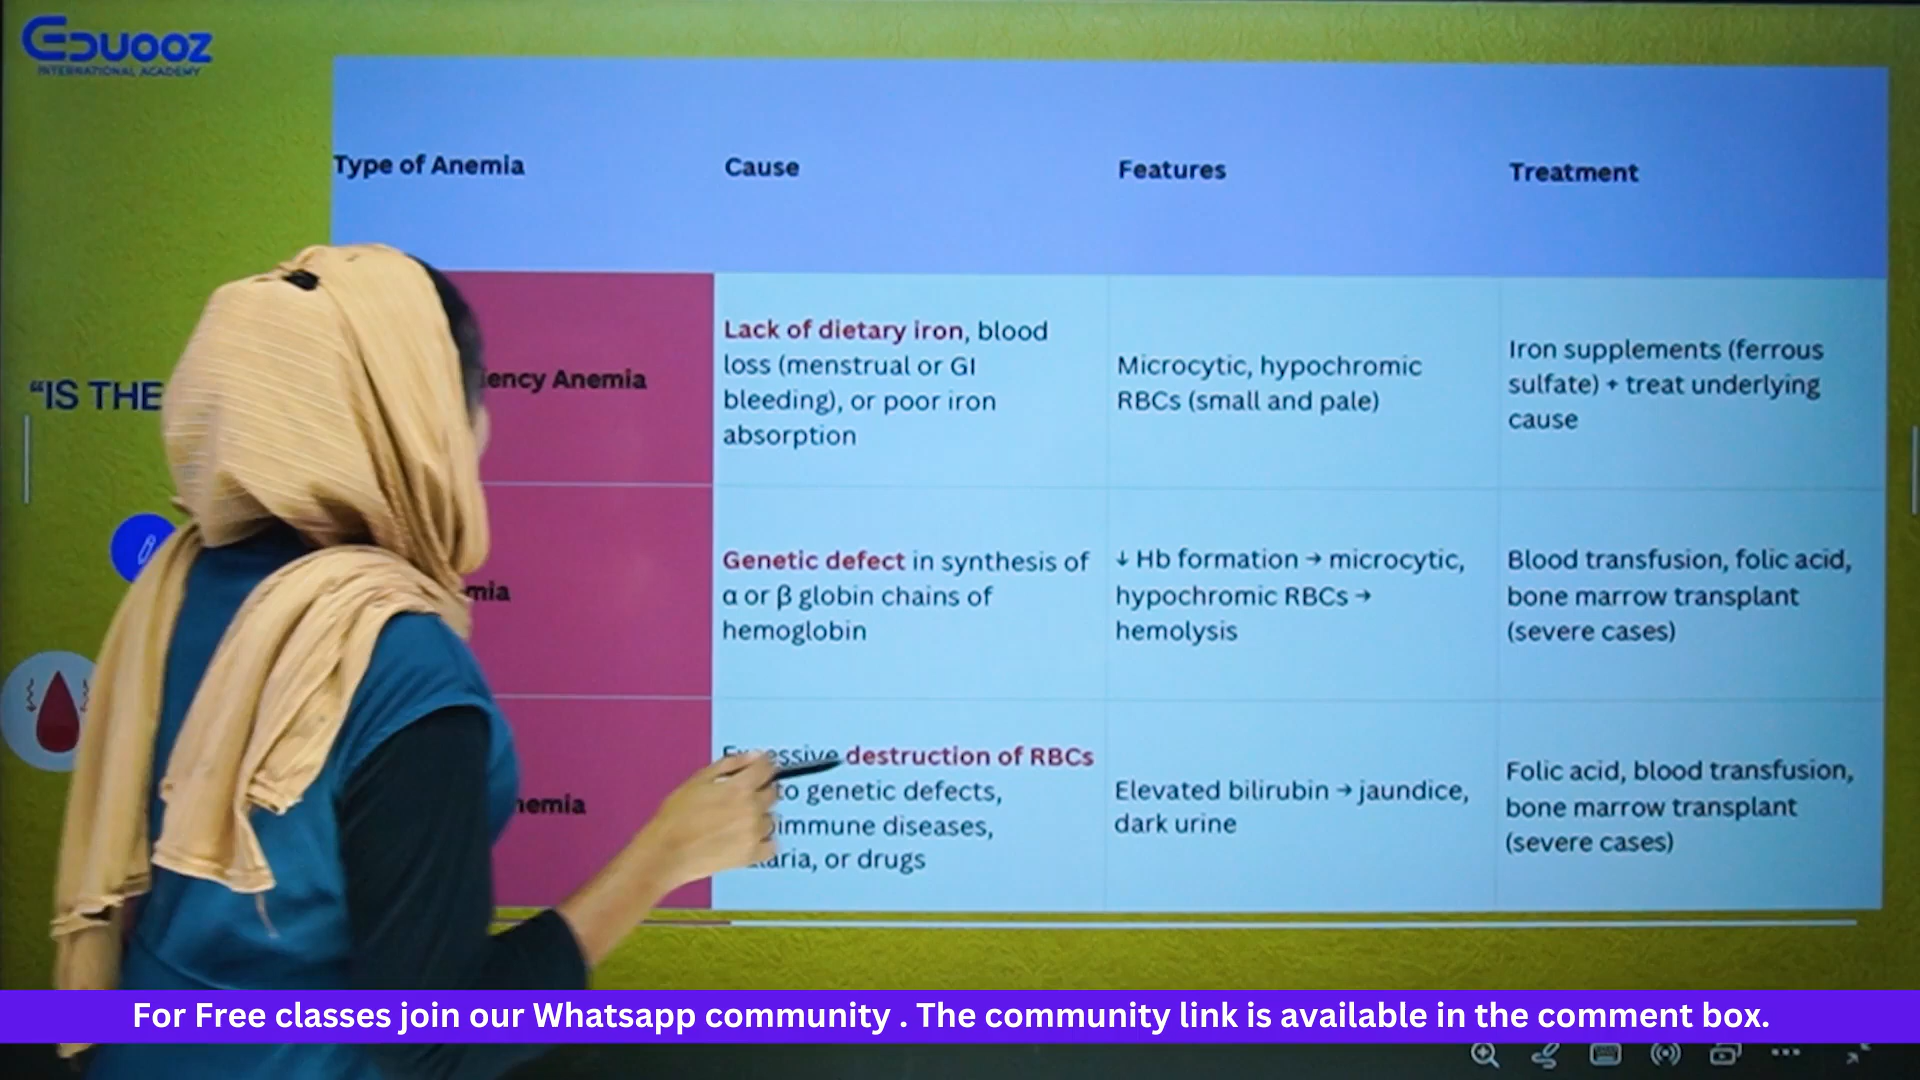 EDUOOZ
INTERNATIONAL ACADEMY
Type of Anemia
Cause
Features
Treatment
"IS THE
iency Anemia
Lack of dietary iron, blood
loss (menstrual or GI
bleeding), or poor iron
absorption
Microcytic, hypochromic
RBCs (small and pale)
Iron supplements (ferrous
sulfate) + treat underlying
cause
mia
Genetic defect in synthesis of
α or β globin chains of
hemoglobin
↓ Hb formation → microcytic,
hypochromic RBCs →
hemolysis
Blood transfusion, folic acid,
bone marrow transplant
(severe cases)
nemia
destruction of RBCs
to genetic defects,
immune diseases,
aria, or drugs
Elevated bilirubin → jaundice,
dark urine
Folic acid, blood transfusion,
bone marrow transplant
(severe cases)
For Free classes join our Whatsapp community . The community link is available in the comment box.